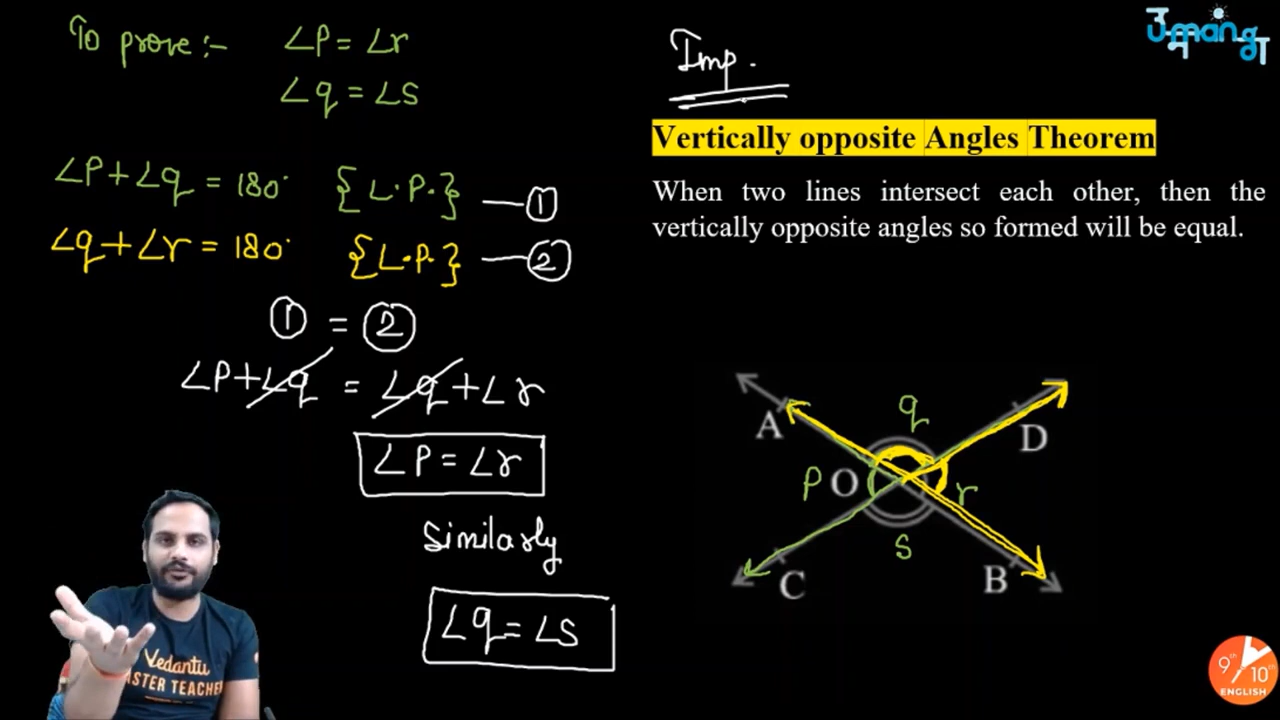 To prove :- ∠p = ∠r
∠q = ∠s
∠p + ∠q = 180° {L.P.} — ①
∠q + ∠r = 180° {L.P.} — ②
① = ②
∠p + ∠q = ∠q + ∠r
∠p = ∠r
Similarly
∠q = ∠s
Imp.
Vertically opposite Angles Theorem
When two lines intersect each other, then the
vertically opposite angles so formed will be equal.
A
q
D
p
O
r
s
C
B
उमंग
Vedantu
MASTER TEACHER
9th
10th
ENGLISH